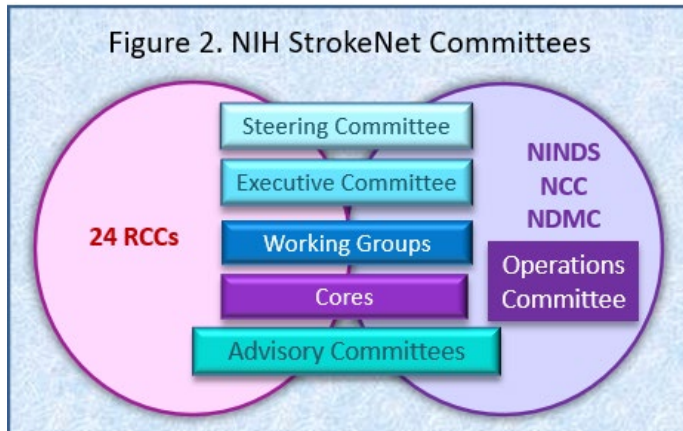 Figure 2. NIH StrokeNet Committees
Steering Committee
Executive Committee
Working Groups
Cores
Advisory Committees
24 RCCs
NINDS
NCC
NDMC
Operations
Committee